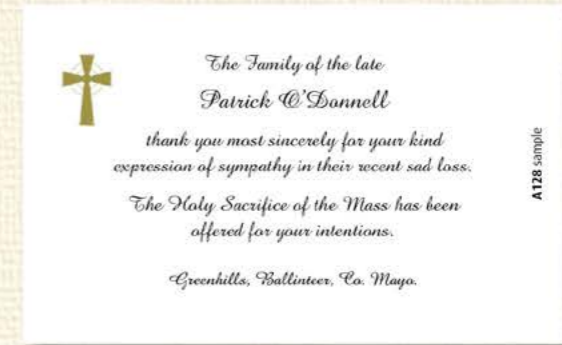 The Family of the late
Patrick O'Donnell
thank you most sincerely for your kind
expression of sympathy in their recent sad loss.
The Holy Sacrifice of the Mass has been
offered for your intentions.
Greenhills, Ballinteer, Co. Mayo.
A128 sample